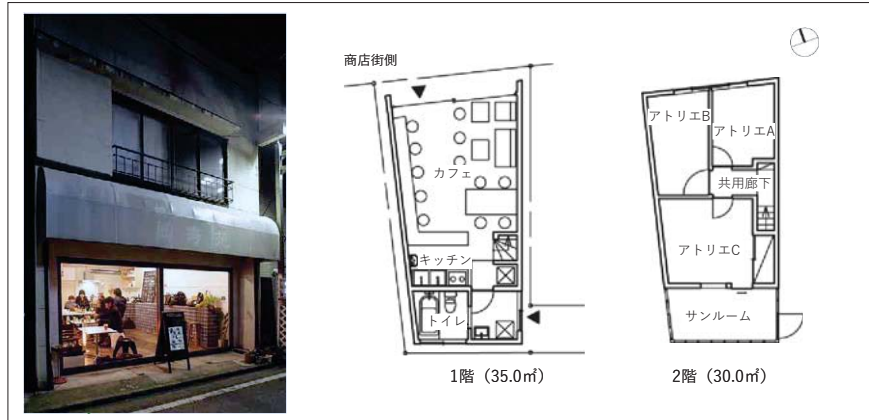 商店街側
カフェ
キッチン
トイレ
1階（35.0㎡）
アトリエB
アトリエA
共用廊下
アトリエC
サンルーム
2階（30.0㎡）